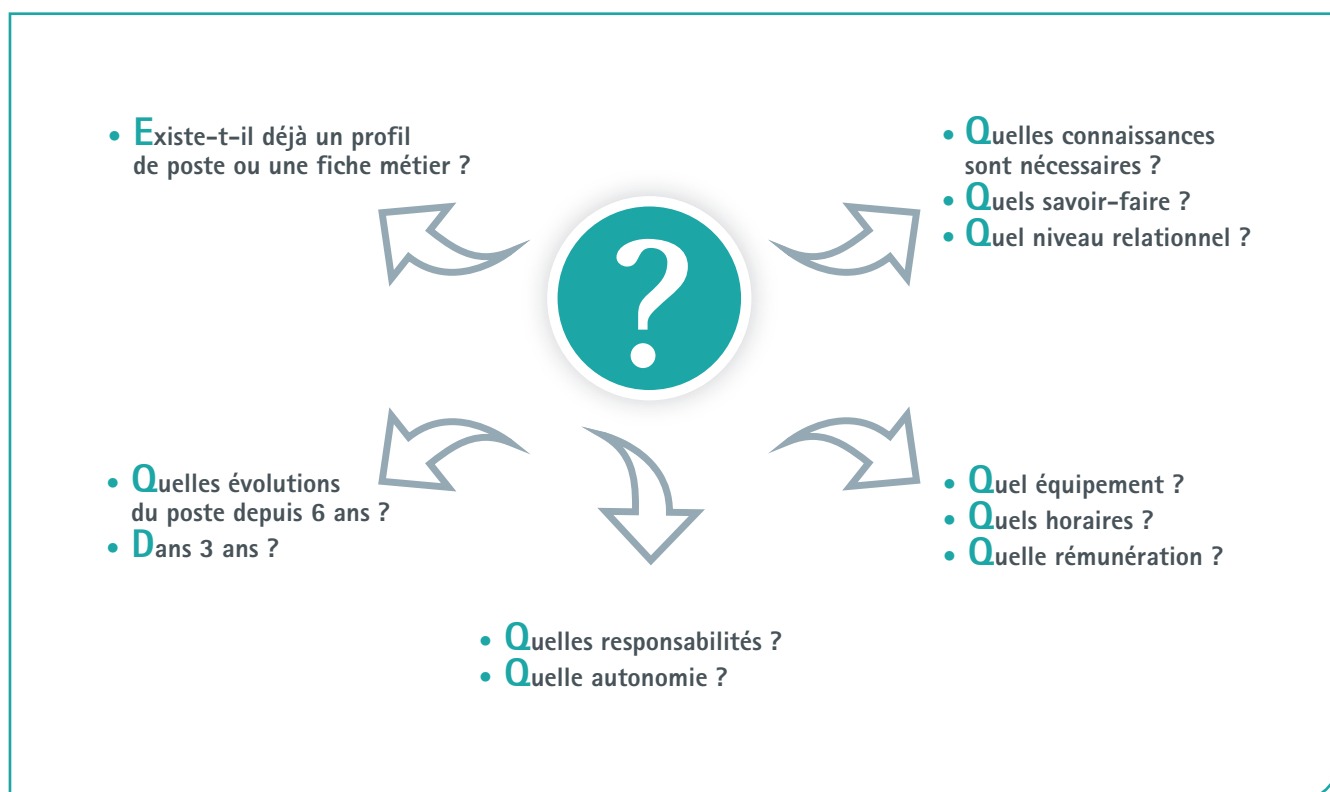 • Existe-t-il déjà un profil
de poste ou une fiche métier ?
• Quelles connaissances
sont nécessaires ?
• Quels savoir-faire ?
• Quel niveau relationnel ?
?
• Quelles évolutions
du poste depuis 6 ans ?
• Dans 3 ans ?
• Quel équipement ?
• Quels horaires ?
• Quelle rémunération ?
• Quelles responsabilités ?
• Quelle autonomie ?